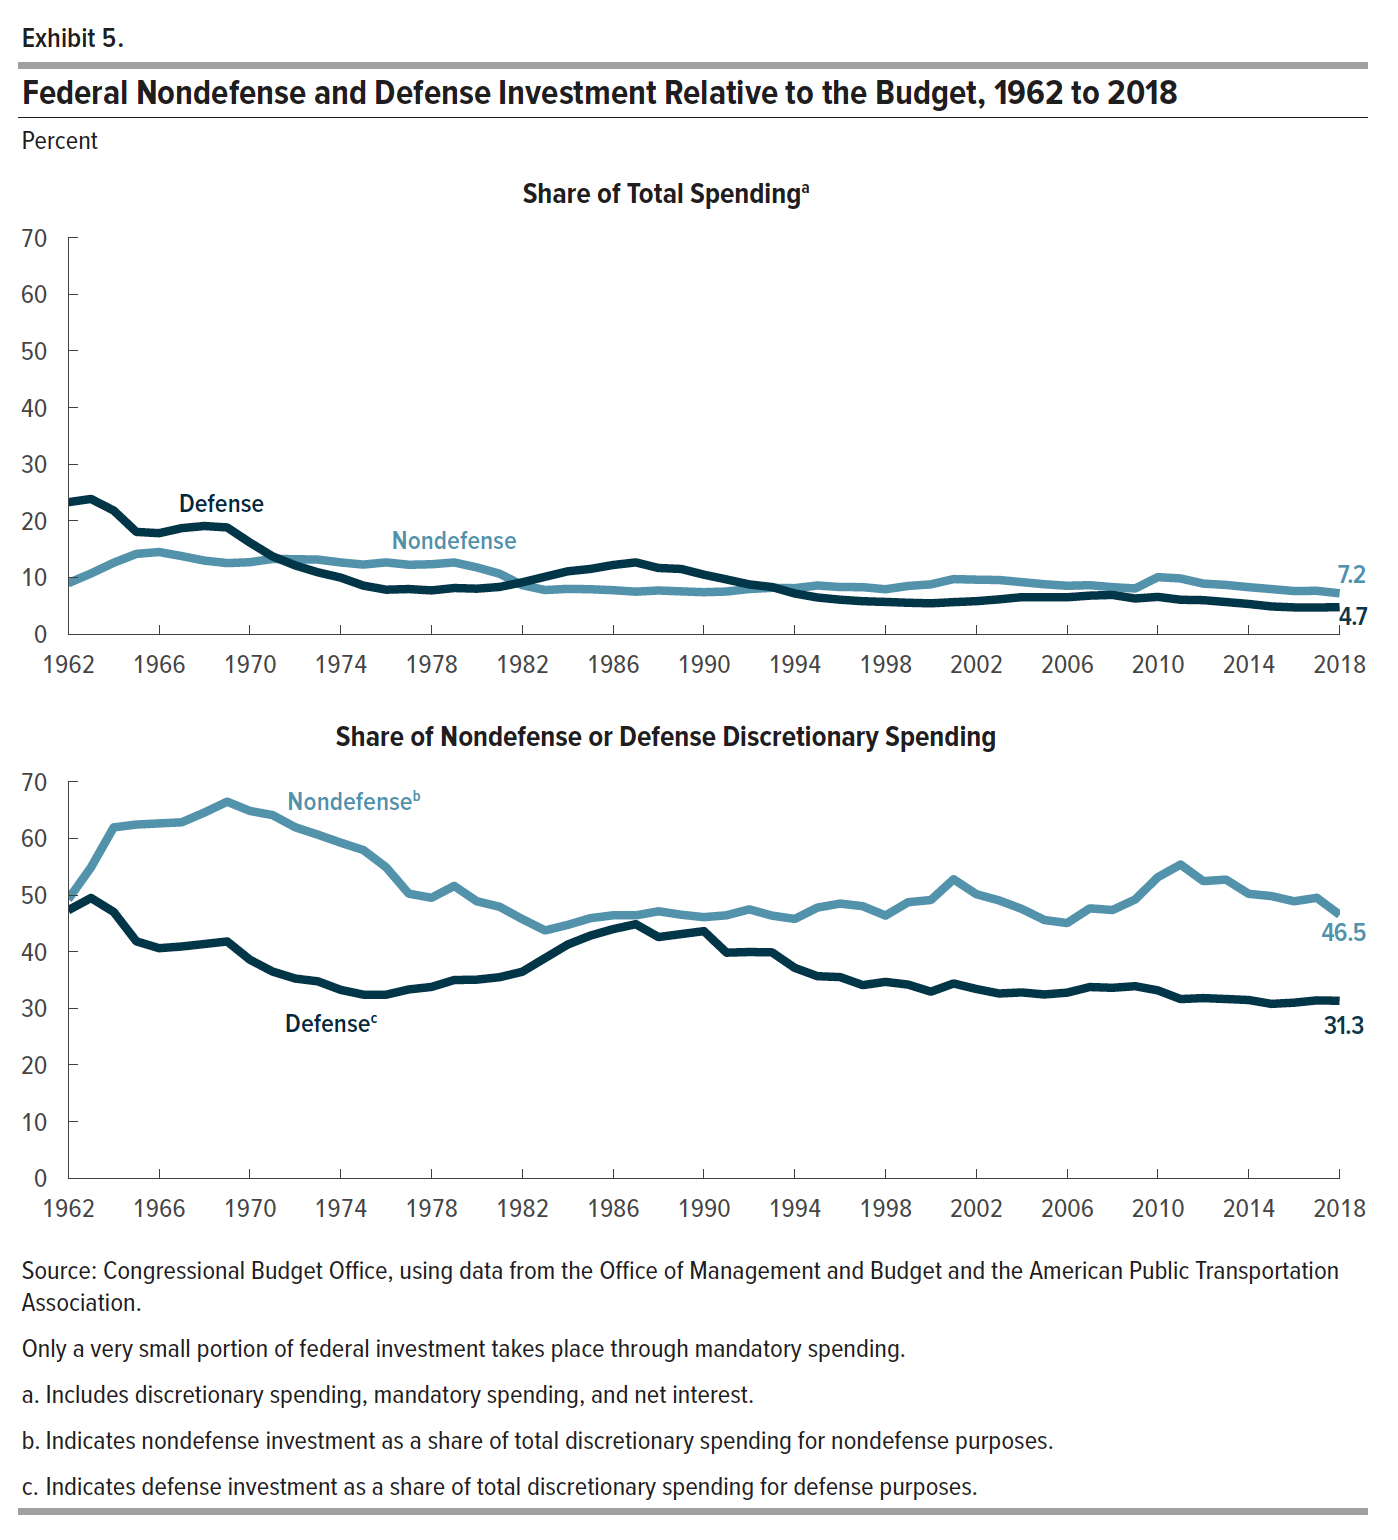 Exhibit 5.
Federal Nondefense and Defense Investment Relative to the Budget, 1962 to 2018
Percent
Share of Total Spendingᵃ
70
60
50
40
30
20
10
0
Defense
Nondefense
7.2
4.7
1962 1966 1970 1974 1978 1982 1986 1990 1994 1998 2002 2006 2010 2014 2018
Share of Nondefense or Defense Discretionary Spending
70
60
50
40
30
20
10
0
Nondefenseᵇ
Defenseᶜ
46.5
31.3
1962 1966 1970 1974 1978 1982 1986 1990 1994 1998 2002 2006 2010 2014 2018
Source: Congressional Budget Office, using data from the Office of Management and Budget and the American Public Transportation
Association.
Only a very small portion of federal investment takes place through mandatory spending.
a. Includes discretionary spending, mandatory spending, and net interest.
b. Indicates nondefense investment as a share of total discretionary spending for nondefense purposes.
c. Indicates defense investment as a share of total discretionary spending for defense purposes.